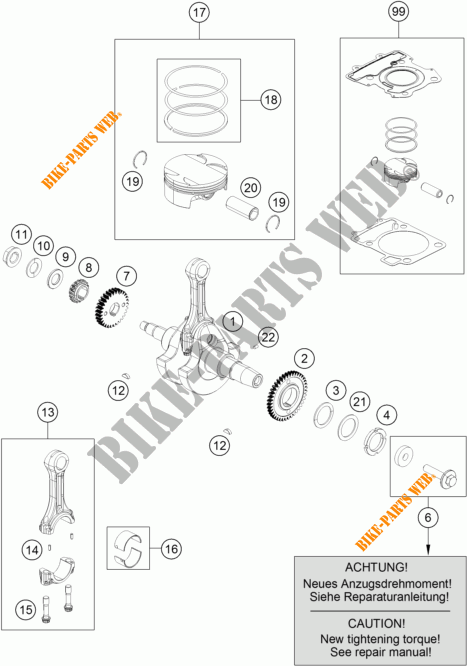 17
99
18
19
20
19
BIKE-PARTS WEB.
11
10
9
8
7
1
22
2
3
21
4
12
12
BIKE-PARTS WEB
13
14
15
16
6
BIKE-PARTS WEB.
ACHTUNG!
Neues Anzugsdrehmoment!
Siehe Reparaturanleitung!
CAUTION!
New tightening torque!
See repair manual!